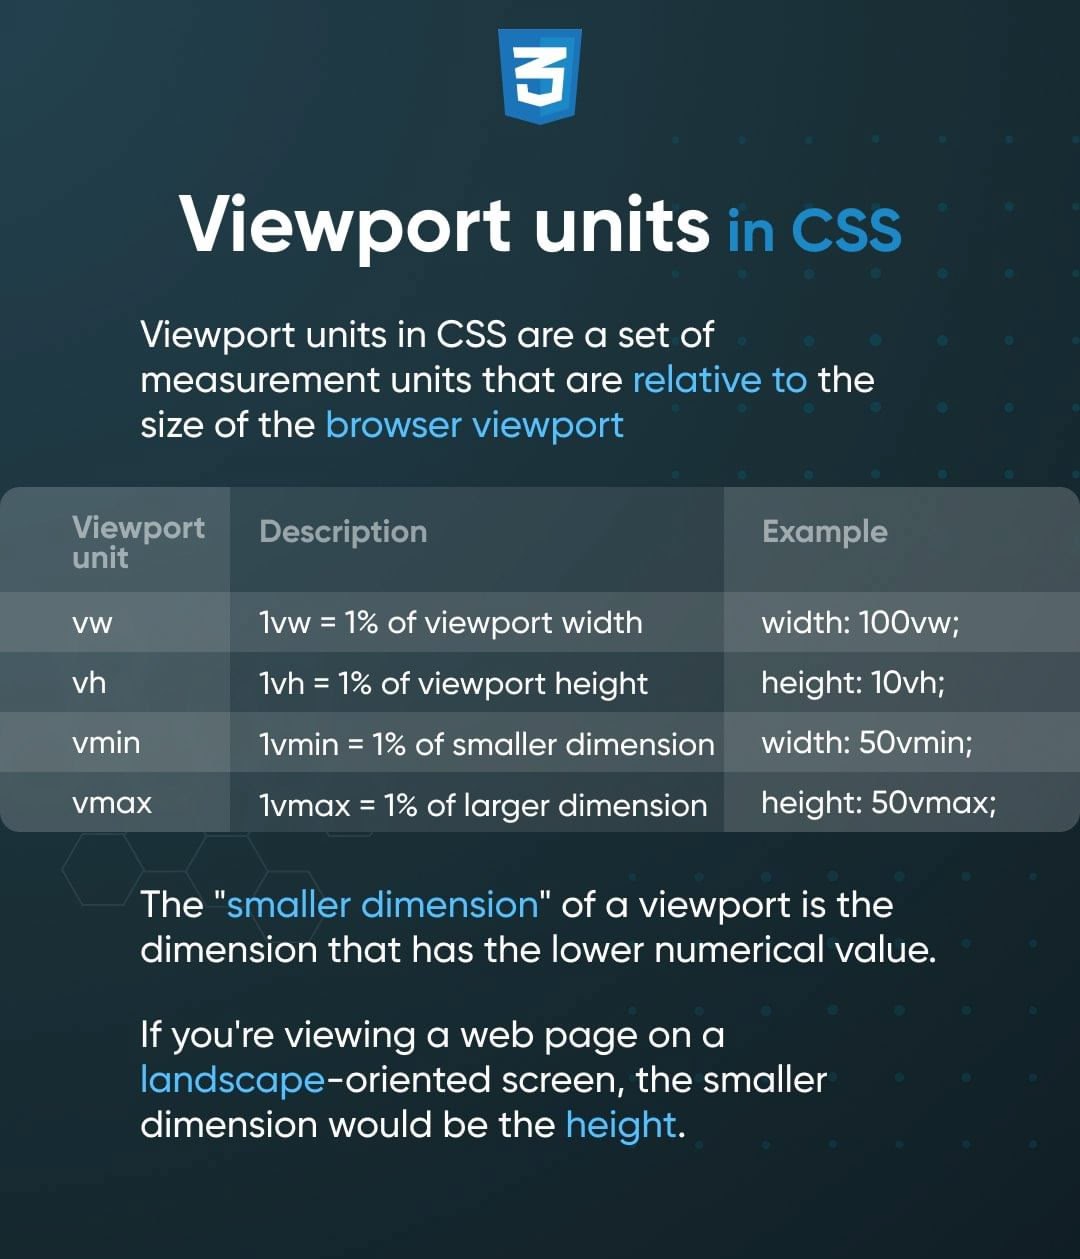 Viewport units in CSS
Viewport units in CSS are a set of
measurement units that are relative to the
size of the browser viewport
Viewport
unit
Description
Example
vw
1vw = 1% of viewport width
width: 100vw;
vh
1vh = 1% of viewport height
height: 10vh;
vmin
1vmin = 1% of smaller dimension
width: 50vmin;
vmax
1vmax = 1% of larger dimension
height: 50vmax;
The "smaller dimension" of a viewport is the
dimension that has the lower numerical value.
If you're viewing a web page on a
landscape-oriented screen, the smaller
dimension would be the height.